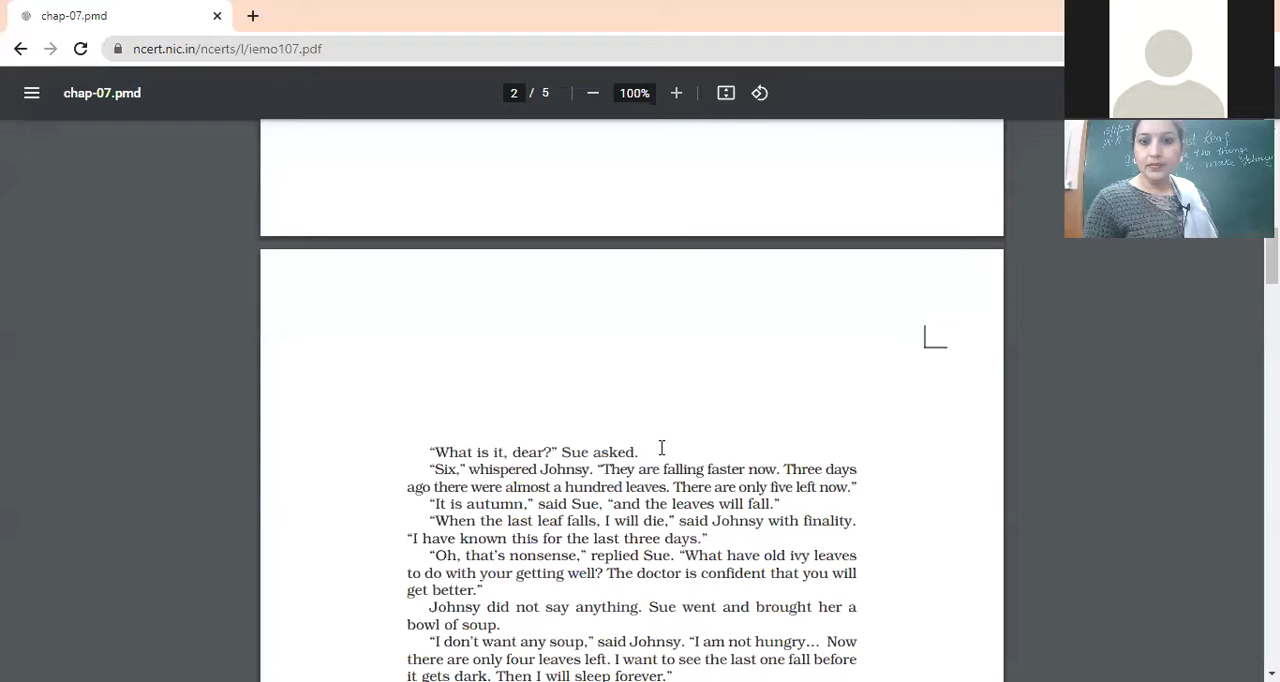 chap-07.pmd
ncert.nic.in/ncerts/l/iemo107.pdf
chap-07.pmd
2 / 5
100%
"What is it, dear?" Sue asked.
"Six," whispered Johnsy. "They are falling faster now. Three days
ago there were almost a hundred leaves. There are only five left now."
"It is autumn," said Sue, "and the leaves will fall."
"When the last leaf falls, I will die," said Johnsy with finality.
"I have known this for the last three days."
"Oh, that's nonsense," replied Sue. "What have old ivy leaves
to do with your getting well? The doctor is confident that you will
get better."
Johnsy did not say anything. Sue went and brought her a
bowl of soup.
"I don't want any soup," said Johnsy. "I am not hungry... Now
there are only four leaves left. I want to see the last one fall before
it gets dark. Then I will sleep forever."
Leaf